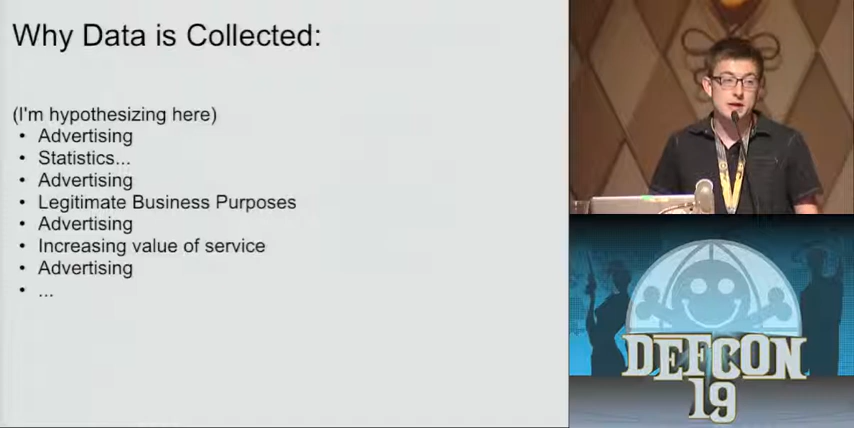 Why Data is Collected:
(I'm hypothesizing here)
• Advertising
• Statistics...
• Advertising
• Legitimate Business Purposes
• Advertising
• Increasing value of service
• Advertising
• ...
DEFCON
19